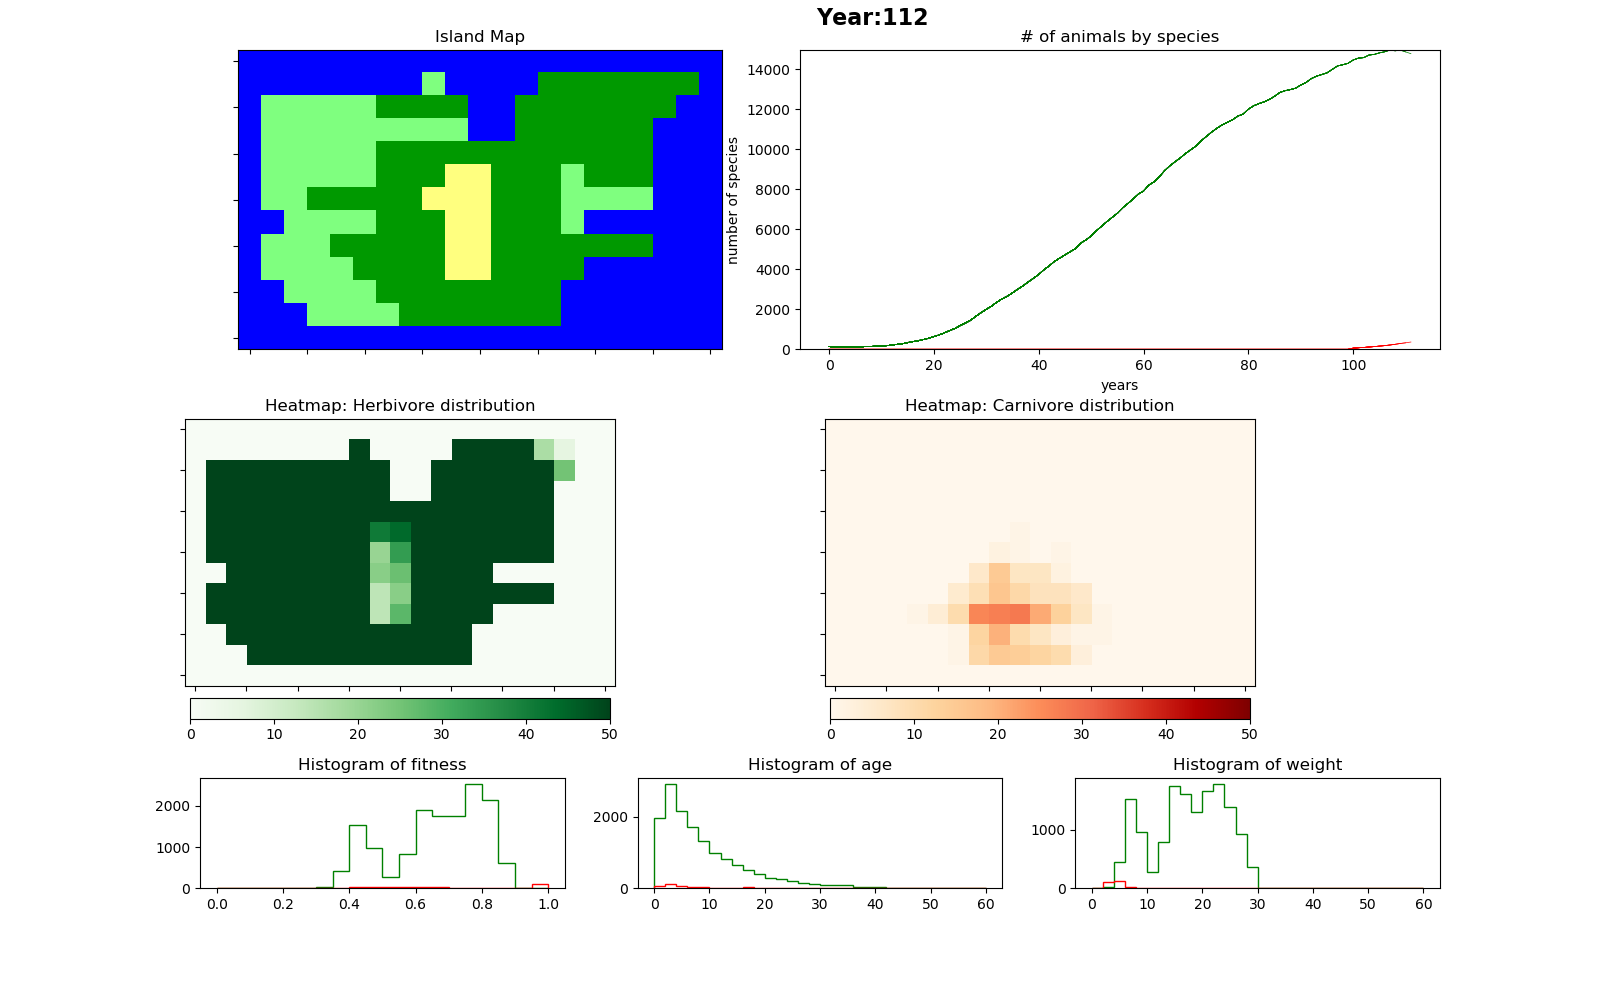 Year:112
Island Map
# of animals by species
number of species
14000
12000
10000
8000
6000
4000
2000
0
0 20 40 60 80 100
years
Heatmap: Herbivore distribution
Heatmap: Carnivore distribution
0 10 20 30 40 50
0 10 20 30 40 50
Histogram of fitness
2000
1000
0
0.0 0.2 0.4 0.6 0.8 1.0
Histogram of age
2000
0
0 10 20 30 40 50 60
Histogram of weight
1000
0
0 10 20 30 40 50 60